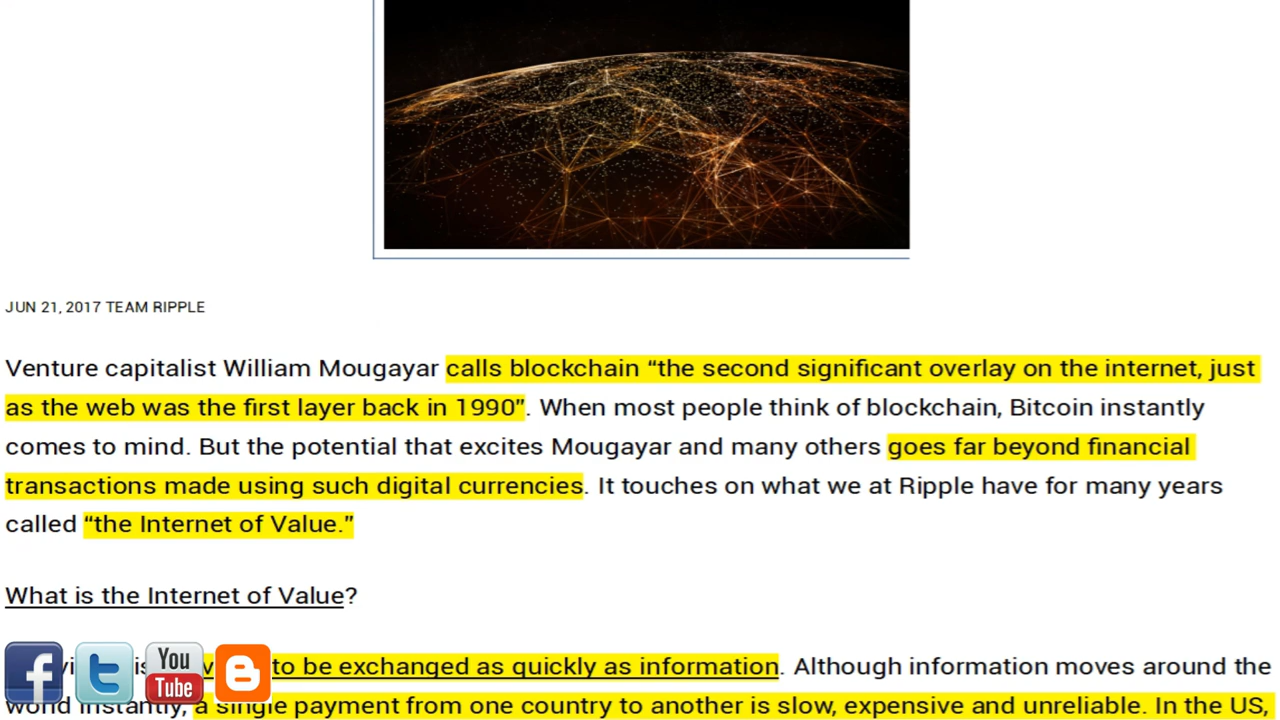 JUN 21, 2017 TEAM RIPPLE
Venture capitalist William Mougayar calls blockchain “the second significant overlay on the internet, just
as the web was the first layer back in 1990”. When most people think of blockchain, Bitcoin instantly
comes to mind. But the potential that excites Mougayar and many others goes far beyond financial
transactions made using such digital currencies. It touches on what we at Ripple have for many years
called “the Internet of Value.”
What is the Internet of Value?
to be exchanged as quickly as information. Although information moves around the
You
Tube
world instantly, a single payment from one country to another is slow, expensive and unreliable. In the US,